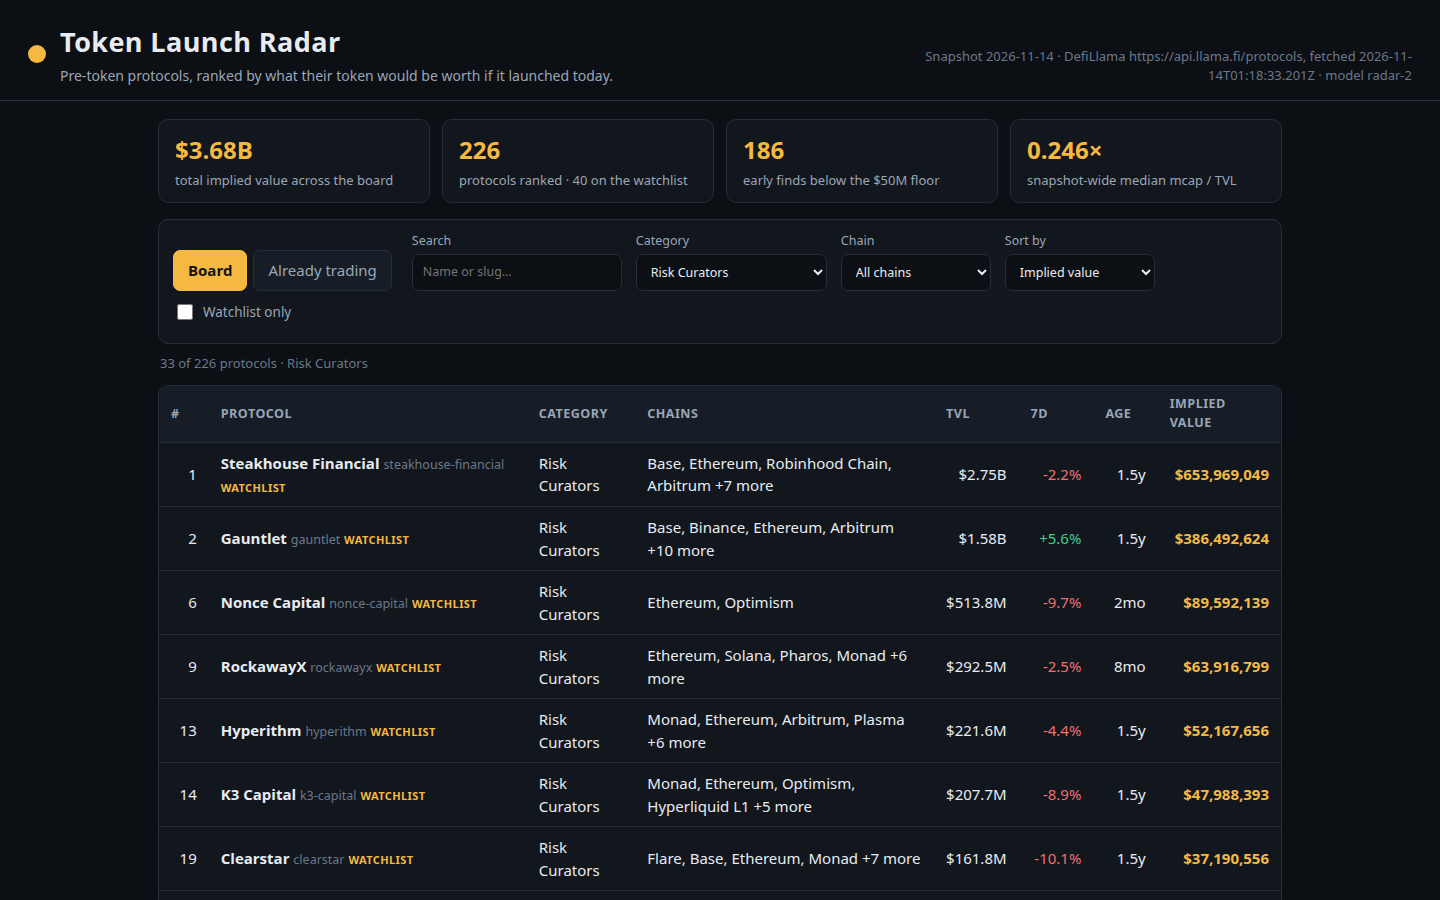 Token Launch Radar
Pre-token protocols, ranked by what their token would be worth if it launched today.
Snapshot 2026-11-14 · DefiLlama https://api.llama.fi/protocols, fetched 2026-11-
14T01:18:33.201Z · model radar-2
$3.68B
total implied value across the board
226
protocols ranked · 40 on the watchlist
186
early finds below the $50M floor
0.246×
snapshot-wide median mcap / TVL
Board
Already trading
Search
Name or slug...
Category
Risk Curators
Chain
All chains
Sort by
Implied value
Watchlist only
33 of 226 protocols · Risk Curators
# PROTOCOL CATEGORY CHAINS TVL 7D AGE IMPLIED
VALUE
1 Steakhouse Financial steakhouse-financial
WATCHLIST
Risk
Curators
Base, Ethereum, Robinhood Chain,
Arbitrum +7 more
$2.75B -2.2% 1.5y $653,969,049
2 Gauntlet gauntlet WATCHLIST
Risk
Curators
Base, Binance, Ethereum, Arbitrum
+10 more
$1.58B +5.6% 1.5y $386,492,624
6 Nonce Capital nonce-capital WATCHLIST
Risk
Curators
Ethereum, Optimism
$513.8M -9.7% 2mo $89,592,139
9 RockawayX rockawayx WATCHLIST
Risk
Curators
Ethereum, Solana, Pharos, Monad +6
more
$292.5M -2.5% 8mo $63,916,799
13 Hyperithm hyperithm WATCHLIST
Risk
Curators
Monad, Ethereum, Arbitrum, Plasma
+6 more
$221.6M -4.4% 1.5y $52,167,656
14 K3 Capital k3-capital WATCHLIST
Risk
Curators
Monad, Ethereum, Optimism,
Hyperliquid L1 +5 more
$207.7M -8.9% 1.5y $47,988,393
19 Clearstar clearstar WATCHLIST
Risk
Curators
Flare, Base, Ethereum, Monad +7 more
$161.8M -10.1% 1.5y $37,190,556